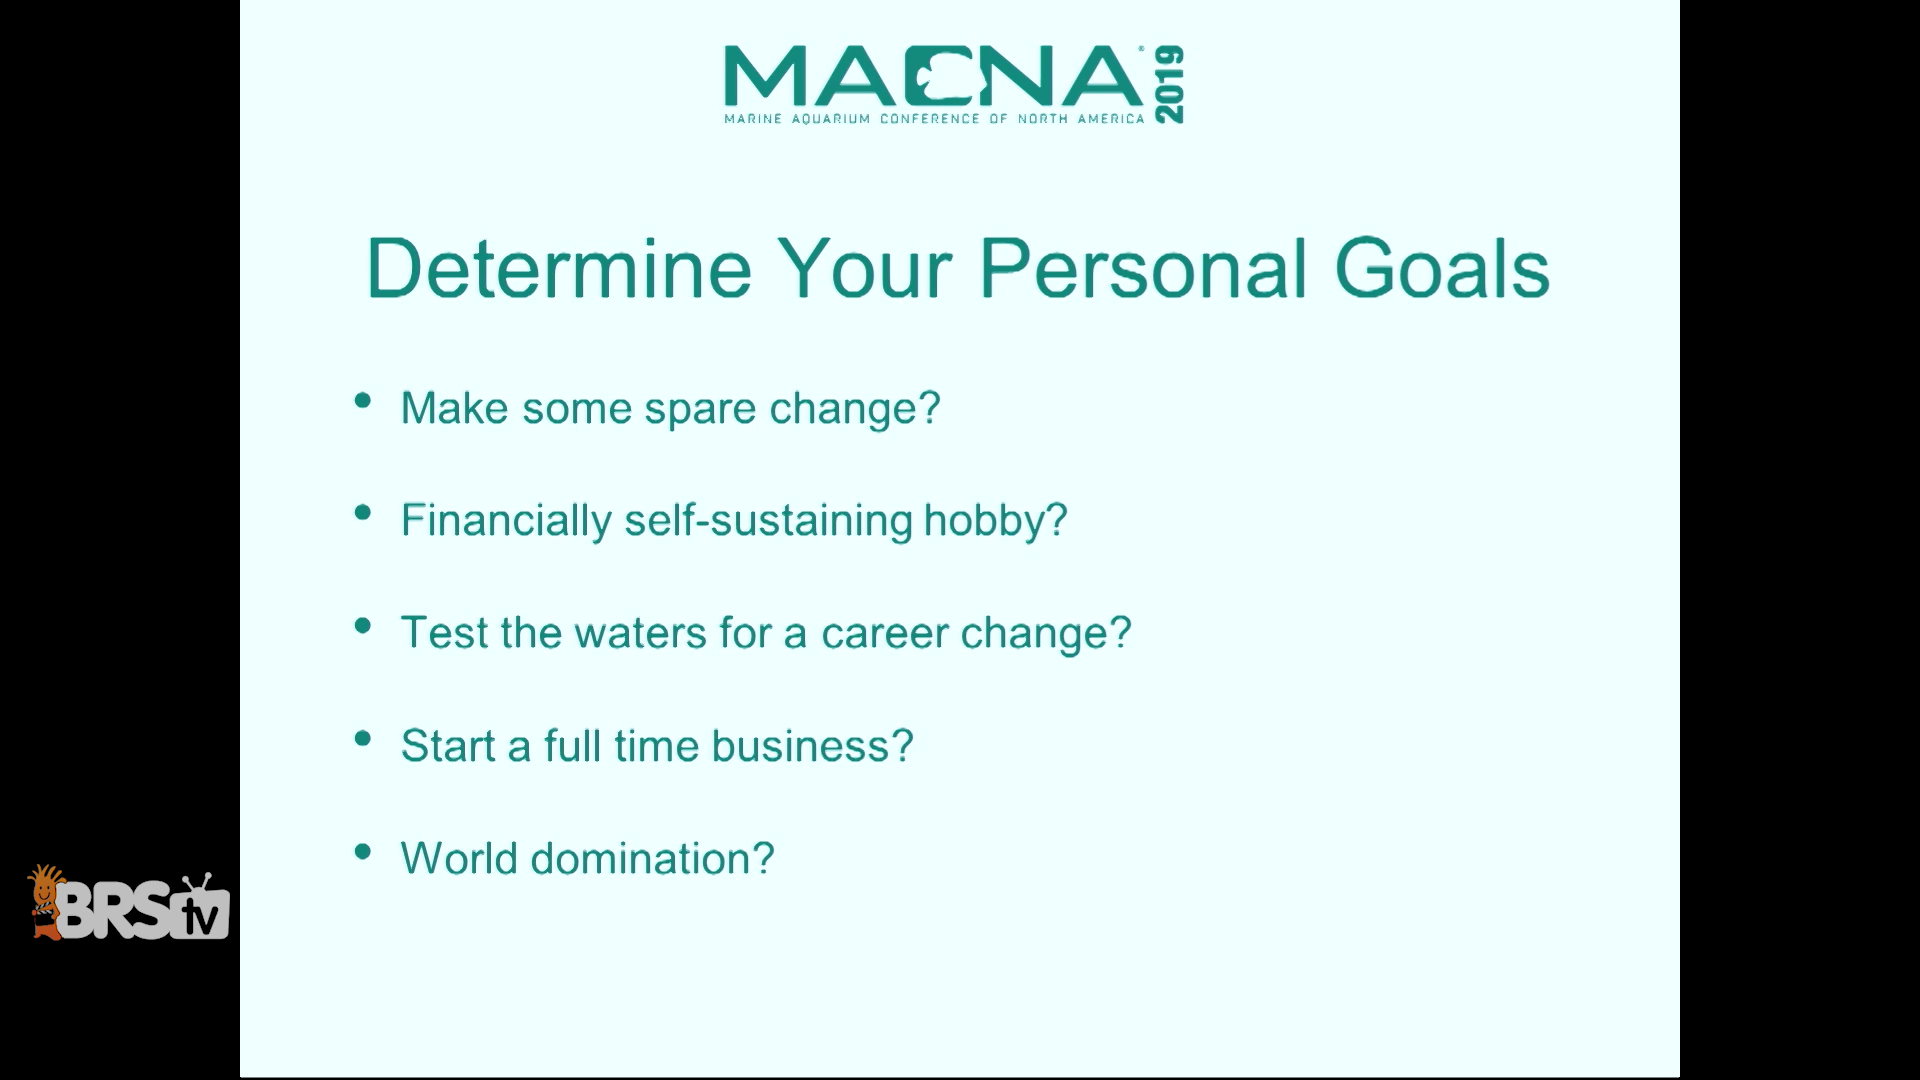 MACNA® 2019
MARINE AQUARIUM CONFERENCE OF NORTH AMERICA
Determine Your Personal Goals
• Make some spare change?
• Financially self-sustaining hobby?
• Test the waters for a career change?
• Start a full time business?
• World domination?
BRStv